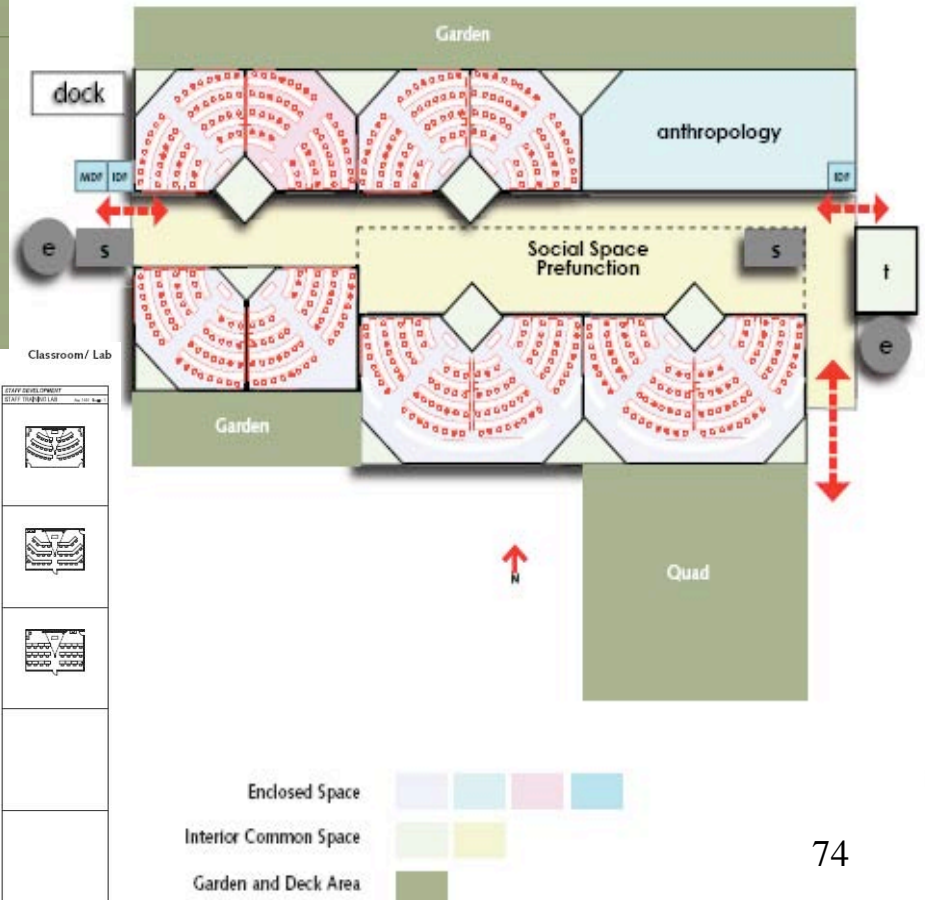 Garden
dock
anthropology
MDF IDF
IDF
e
s
Social Space
Prefunction
s
t
e
Classroom/ Lab
STAFF DEVELOPMENT
STAFF TRAINING LAB
Garden
N
Quad
Enclosed Space
Interior Common Space
Garden and Deck Area
74